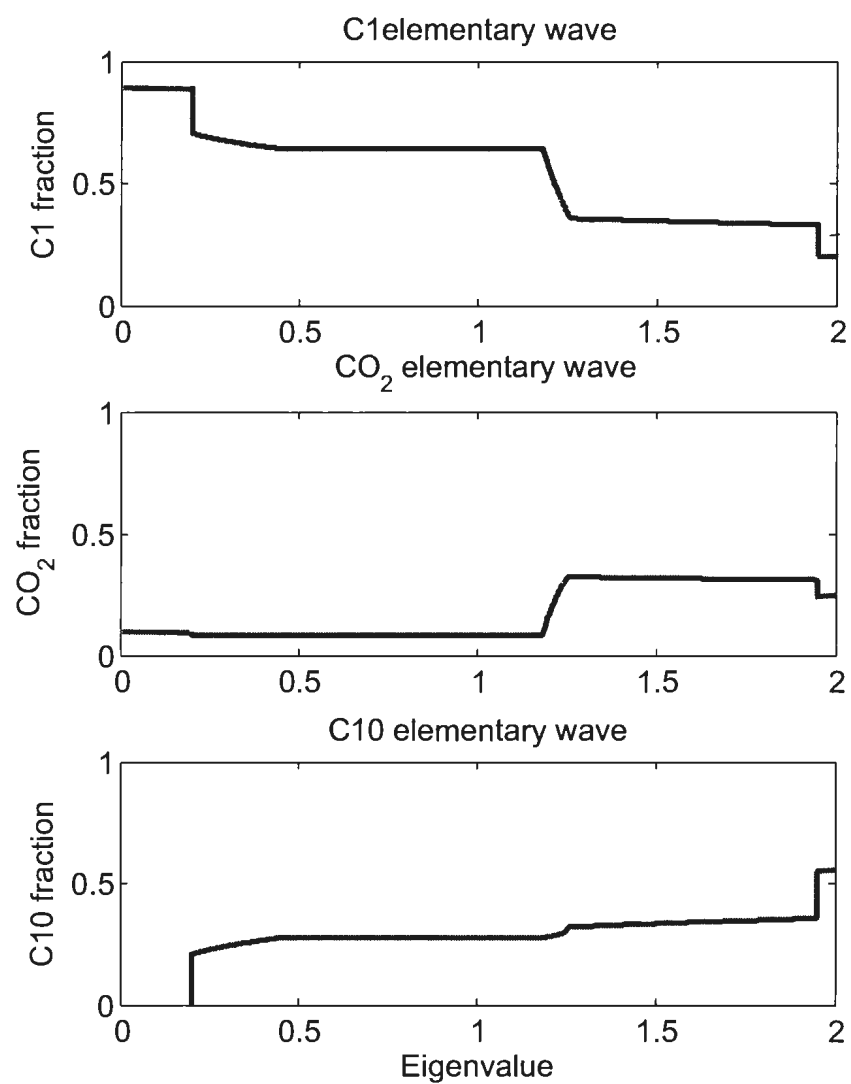 C1elementary wave
1
0.5
0
C1 fraction
0 0.5 1 1.5 2
CO₂ elementary wave
1
0.5
0
CO₂ fraction
0 0.5 1 1.5 2
C10 elementary wave
1
0.5
0
C10 fraction
0 0.5 1 1.5 2
Eigenvalue